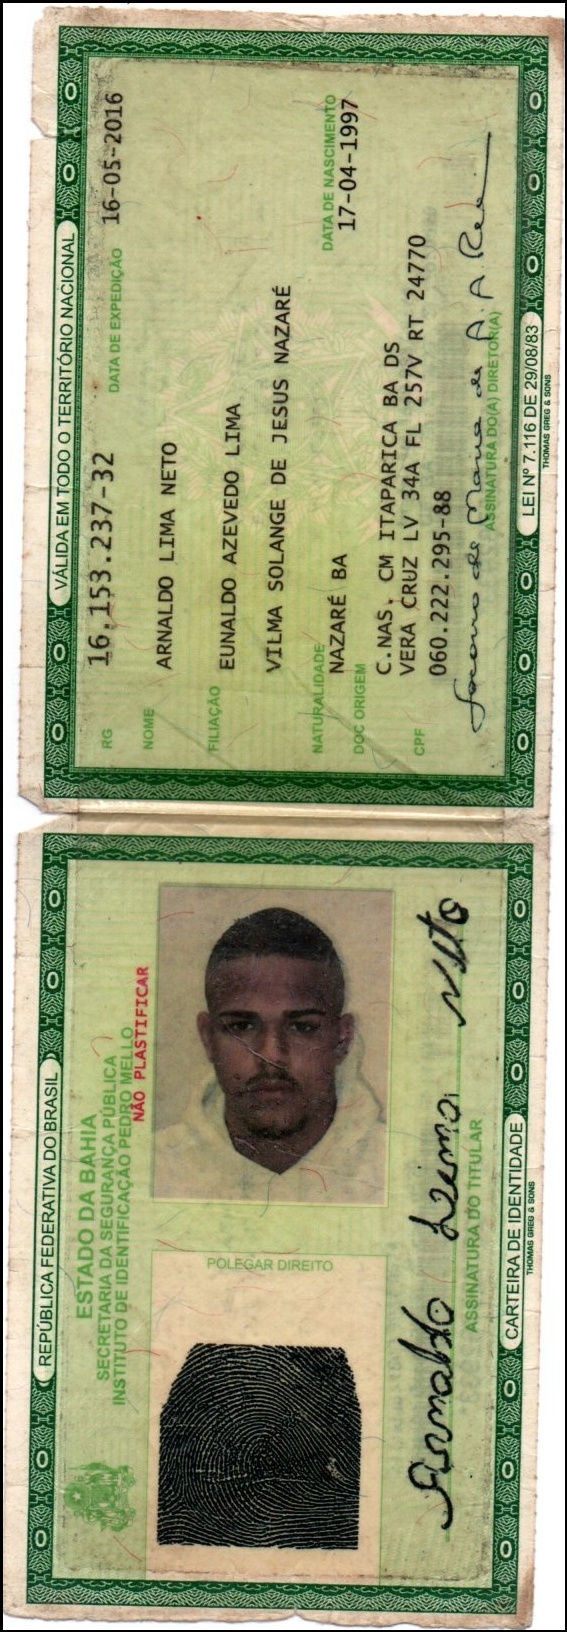 VÁLIDA EM TODO O TERRITÓRIO NACIONAL
RG 16.153.237-32 DATA DE EXPEDIÇÃO 16-05-2016
NOME ARNALDO LIMA NETO
FILIAÇÃO EUNALDO AZEVEDO LIMA
VILMA SOLANGE DE JESUS NAZARÉ
NATURALIDADE NAZARÉ BA DATA DE NASCIMENTO 17-04-1997
DOC ORIGEM C.NAS. CM ITAPARICA BA DS
VERA CRUZ LV 34A FL 257V RT 24770
CPF 060.222.295-88
ASSINATURA DO(A) DIRETOR(A)
LEI Nº 7.116 DE 29/08/83
THOMAS GREG & SONS
REPÚBLICA FEDERATIVA DO BRASIL
ESTADO DA BAHIA
SECRETARIA DA SEGURANÇA PÚBLICA
INSTITUTO DE IDENTIFICAÇÃO PEDRO MELLO
NÃO PLASTIFICAR
POLEGAR DIREITO
Arnaldo Lima Neto
ASSINATURA DO TITULAR
CARTEIRA DE IDENTIDADE
THOMAS GREG & SONS